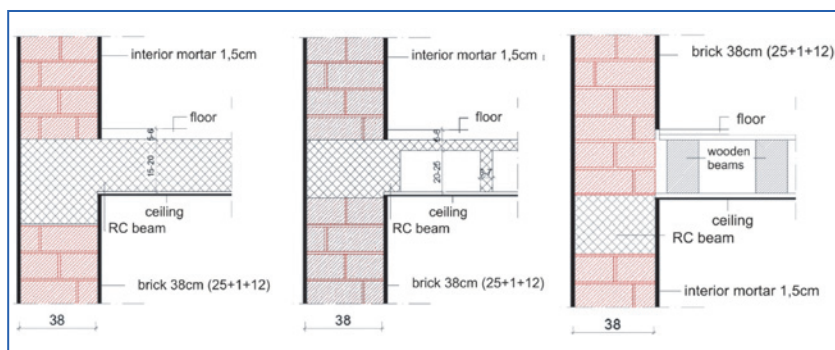 interior mortar 1,5cm
floor
5-6
15-20
ceiling
RC beam
brick 38cm (25+1+12)
38
interior mortar 1,5cm
floor
20-25
ceiling
RC beam
brick 38cm (25+1+12)
38
brick 38cm (25+1+12)
floor
wooden
beams
ceiling
RC beam
interior mortar 1,5cm
38